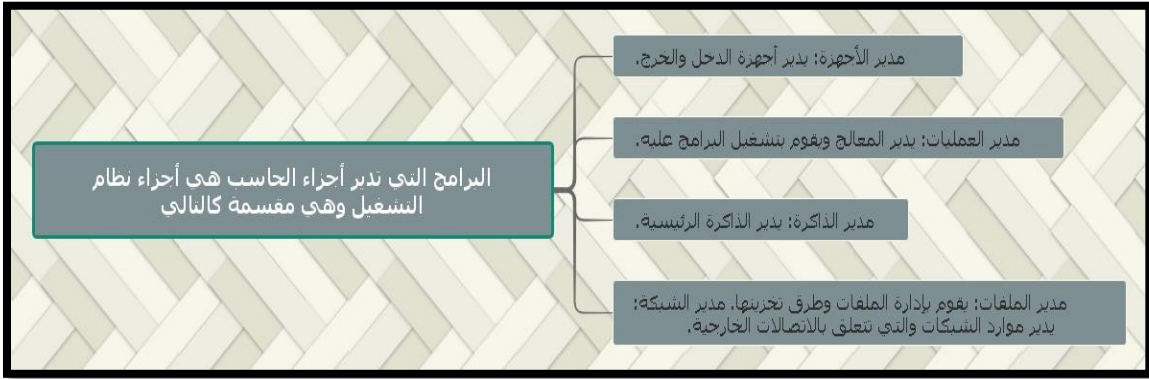 البرامج التي تدير أجزاء الحاسب هي أجزاء نظام
التشغيل وهي مقسمة كالتالي
مدير الأجهزة: يدير أجهزة الدخل والخرج.
مدير العمليات: يدير المعالج ويقوم بتشغيل البرامج عليه.
مدير الذاكرة: يدير الذاكرة الرئيسية.
مدير الملفات: يقوم بإدارة الملفات وطرق تخزينها. مدير الشبكة:
يدير موارد الشبكات والتي تتعلق بالاتصالات الخارجية.